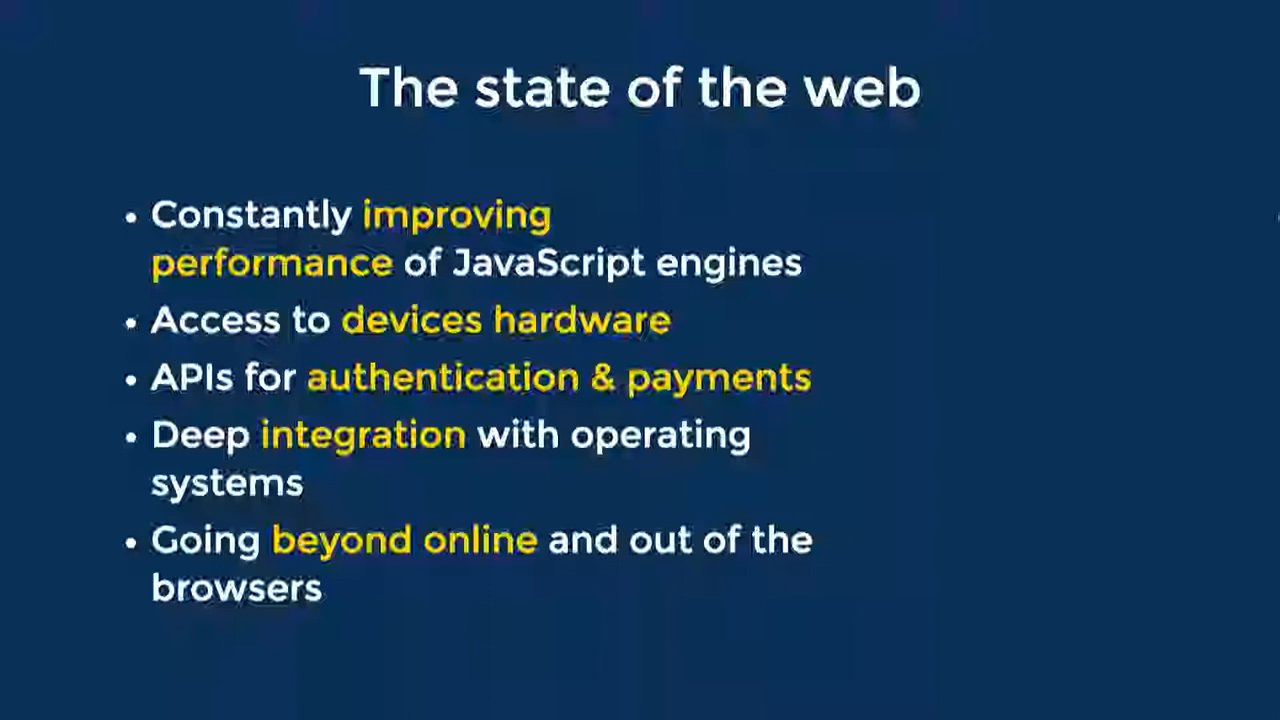 The state of the web
• Constantly improving
performance of JavaScript engines
• Access to devices hardware
• APIs for authentication & payments
• Deep integration with operating
systems
• Going beyond online and out of the
browsers